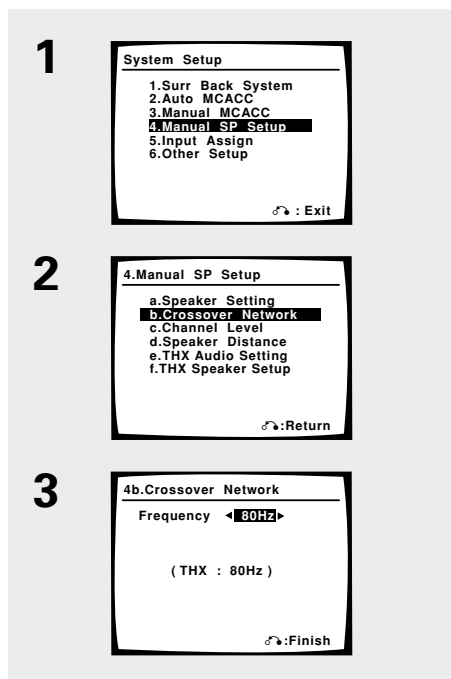 1
System Setup
1.Surr Back System
2.Auto MCACC
3.Manual MCACC
4.Manual SP Setup
5.Input Assign
6.Other Setup
: Exit
2
4.Manual SP Setup
a.Speaker Setting
b.Crossover Network
c.Channel Level
d.Speaker Distance
e.THX Audio Setting
f.THX Speaker Setup
:Return
3
4b.Crossover Network
Frequency 80Hz
( THX : 80Hz )
:Finish